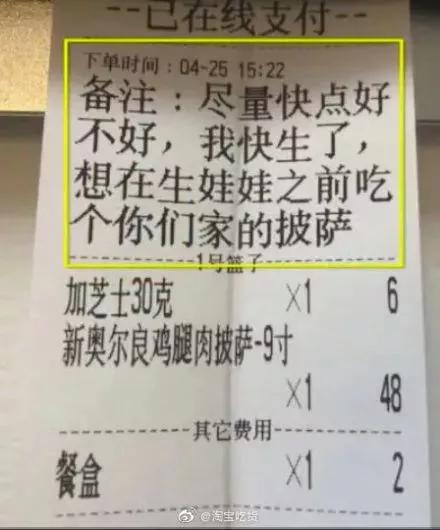 --已在线支付--
下单时间：04-25 15:22
备注：尽量快点好
不好，我快生了，
想在生娃娃之前吃
个你们家的披萨
1号篮子
加芝士30克 X1 6
新奥尔良鸡腿肉披萨-9寸
X1 48
其它费用
餐盒 X1 2
@淘宝吃货